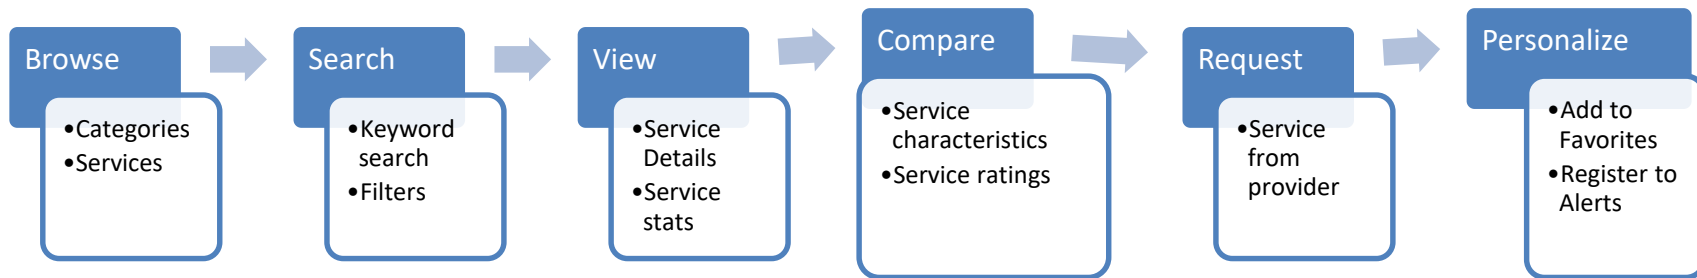 Browse
•Categories
•Services
Search
•Keyword
search
•Filters
View
•Service
Details
•Service
stats
Compare
•Service
characteristics
•Service ratings
Request
•Service
from
provider
Personalize
•Add to
Favorites
•Register to
Alerts